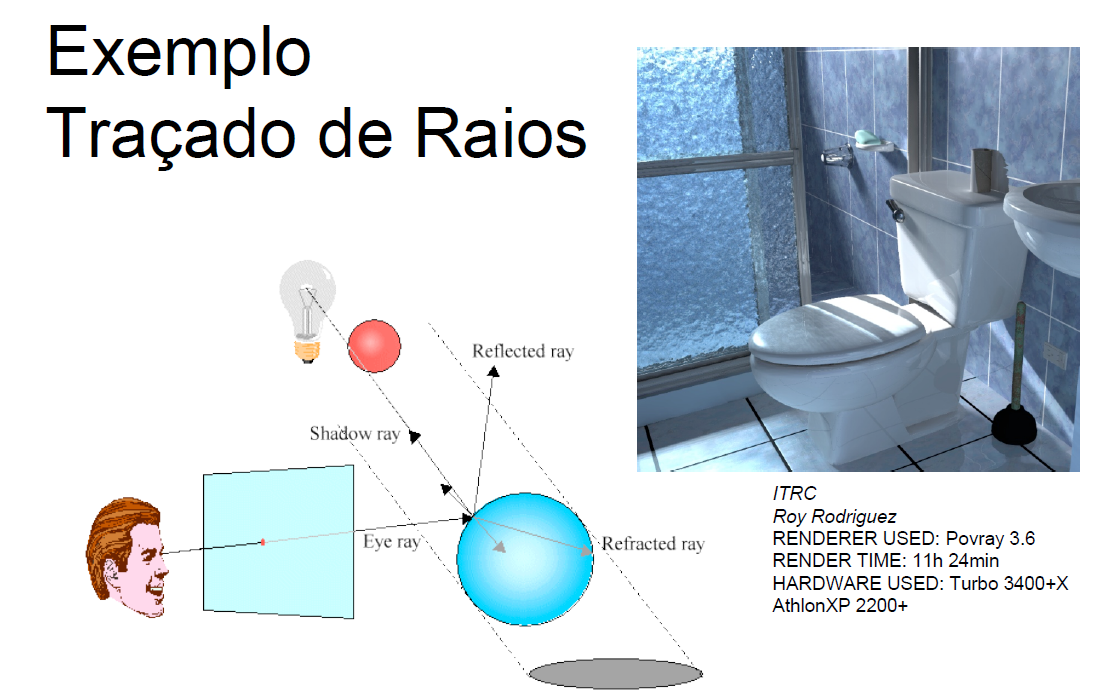 Exemplo
Traçado de Raios
Reflected ray
Shadow ray
Eye ray
Refracted ray
ITRC
Roy Rodriguez
RENDERER USED: Povray 3.6
RENDER TIME: 11h 24min
HARDWARE USED: Turbo 3400+X
AthlonXP 2200+